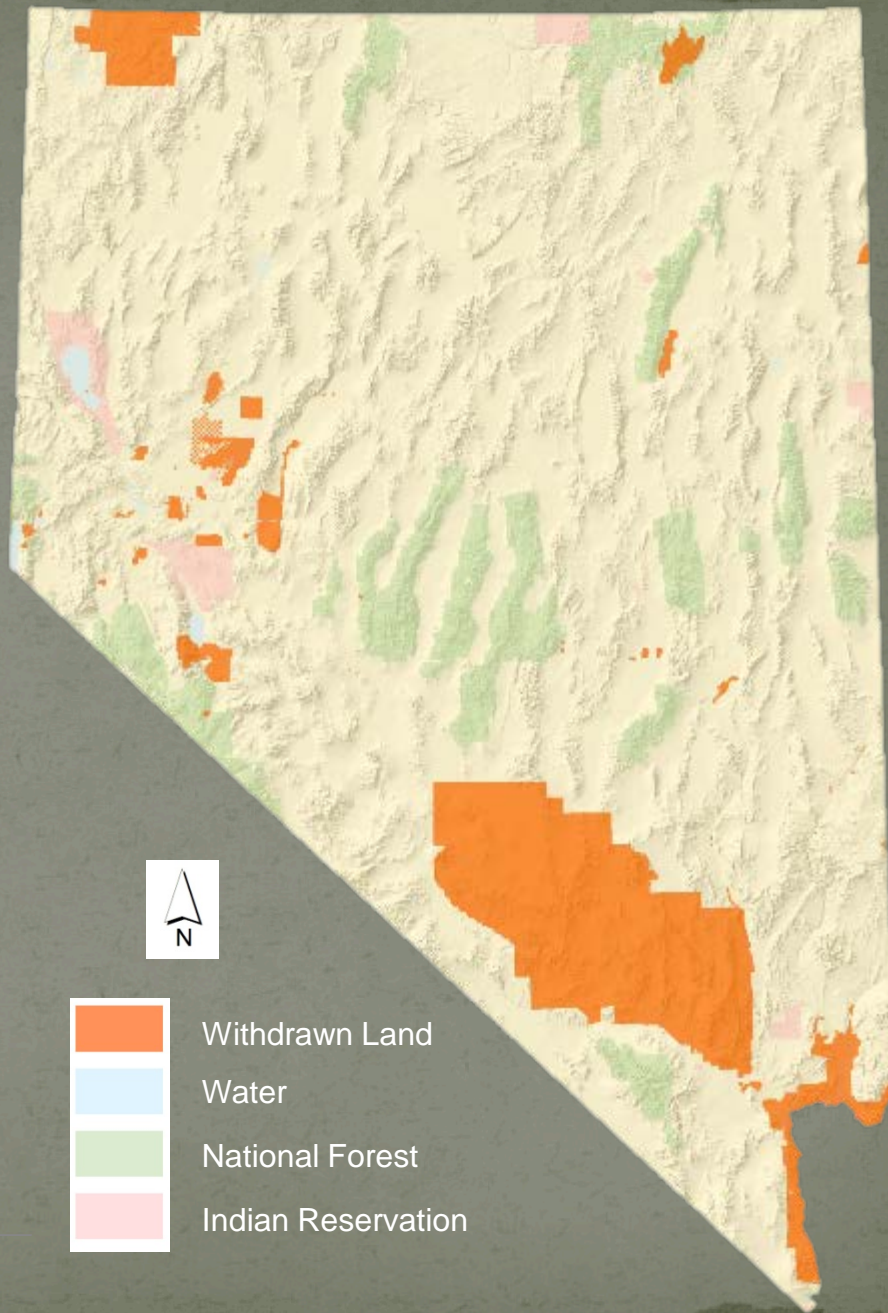 N
Withdrawn Land
Water
National Forest
Indian Reservation